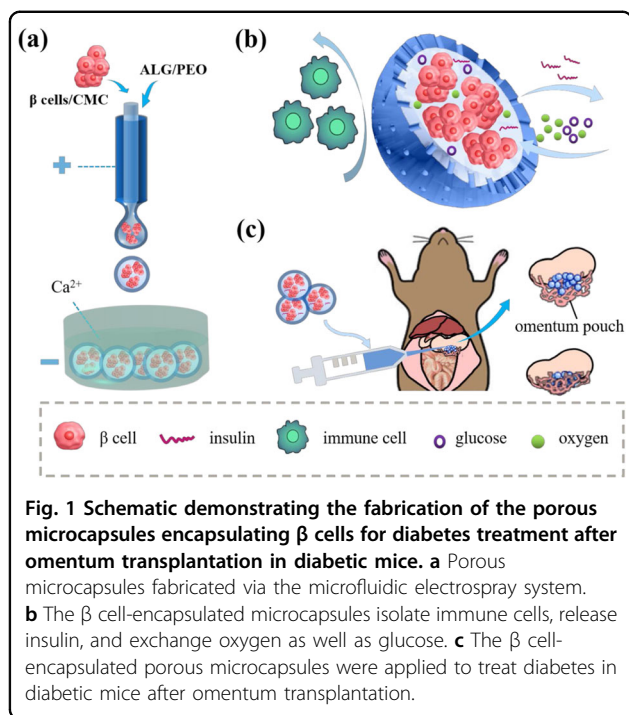 (a)
β cells/CMC
ALG/PEO
+
Ca²⁺
−
(b)
(c)
omentum pouch
β cell
insulin
immune cell
glucose
oxygen
Fig. 1 Schematic demonstrating the fabrication of the porous
microcapsules encapsulating β cells for diabetes treatment after
omentum transplantation in diabetic mice. a Porous
microcapsules fabricated via the microfluidic electrospray system.
b The β cell-encapsulated microcapsules isolate immune cells, release
insulin, and exchange oxygen as well as glucose. c The β cell-
encapsulated porous microcapsules were applied to treat diabetes in
diabetic mice after omentum transplantation.